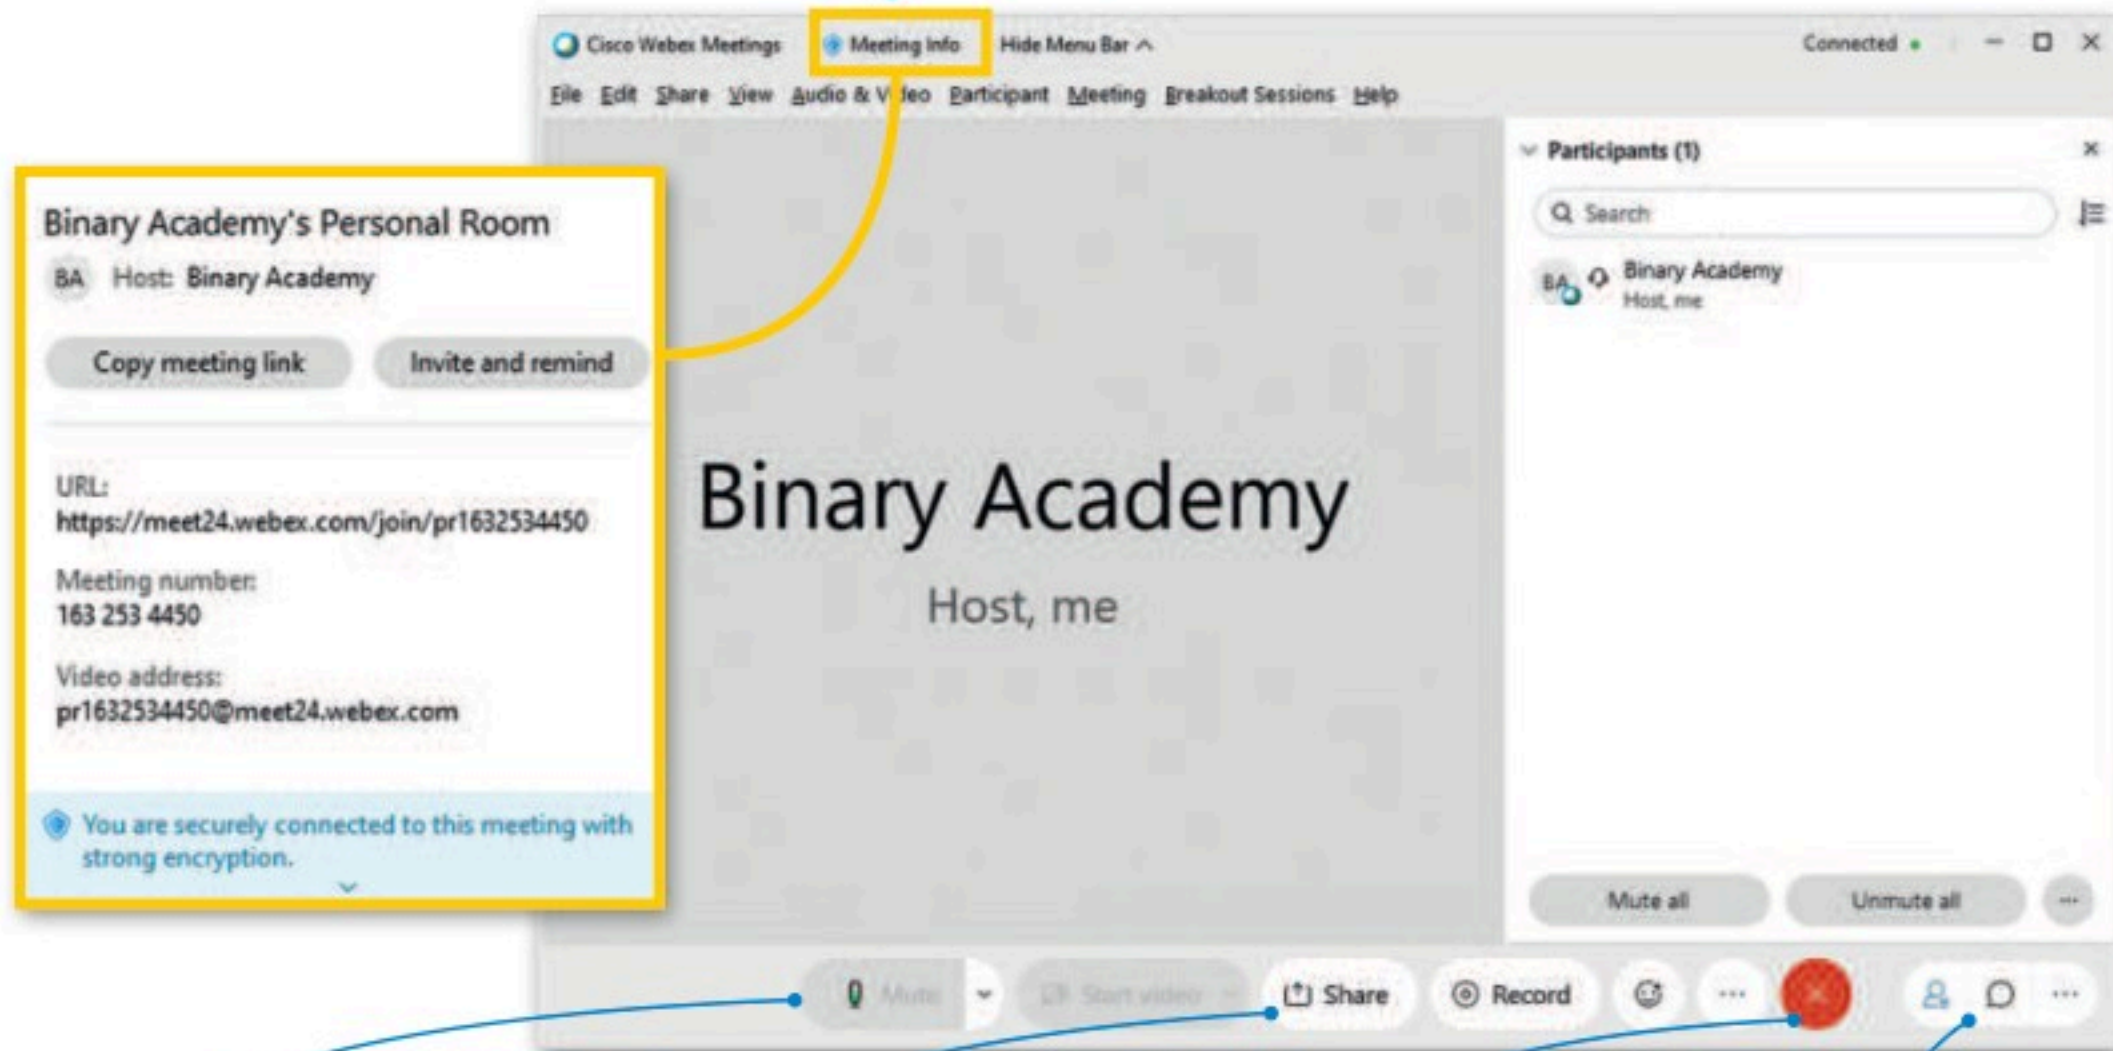 Cisco Webex Meetings Meeting Info Hide Menu Bar Connected
File Edit Share View Audio & Video Participant Meeting Breakout Sessions Help
Binary Academy's Personal Room
BA Host: Binary Academy
Copy meeting link Invite and remind
URL:
https://meet24.webex.com/join/pr1632534450
Meeting number:
163 253 4450
Video address:
pr1632534450@meet24.webex.com
You are securely connected to this meeting with
strong encryption.
Binary Academy
Host, me
Participants (1)
Search
BA Binary Academy
Host, me
Mute all Unmute all
Mute Start video Share Record